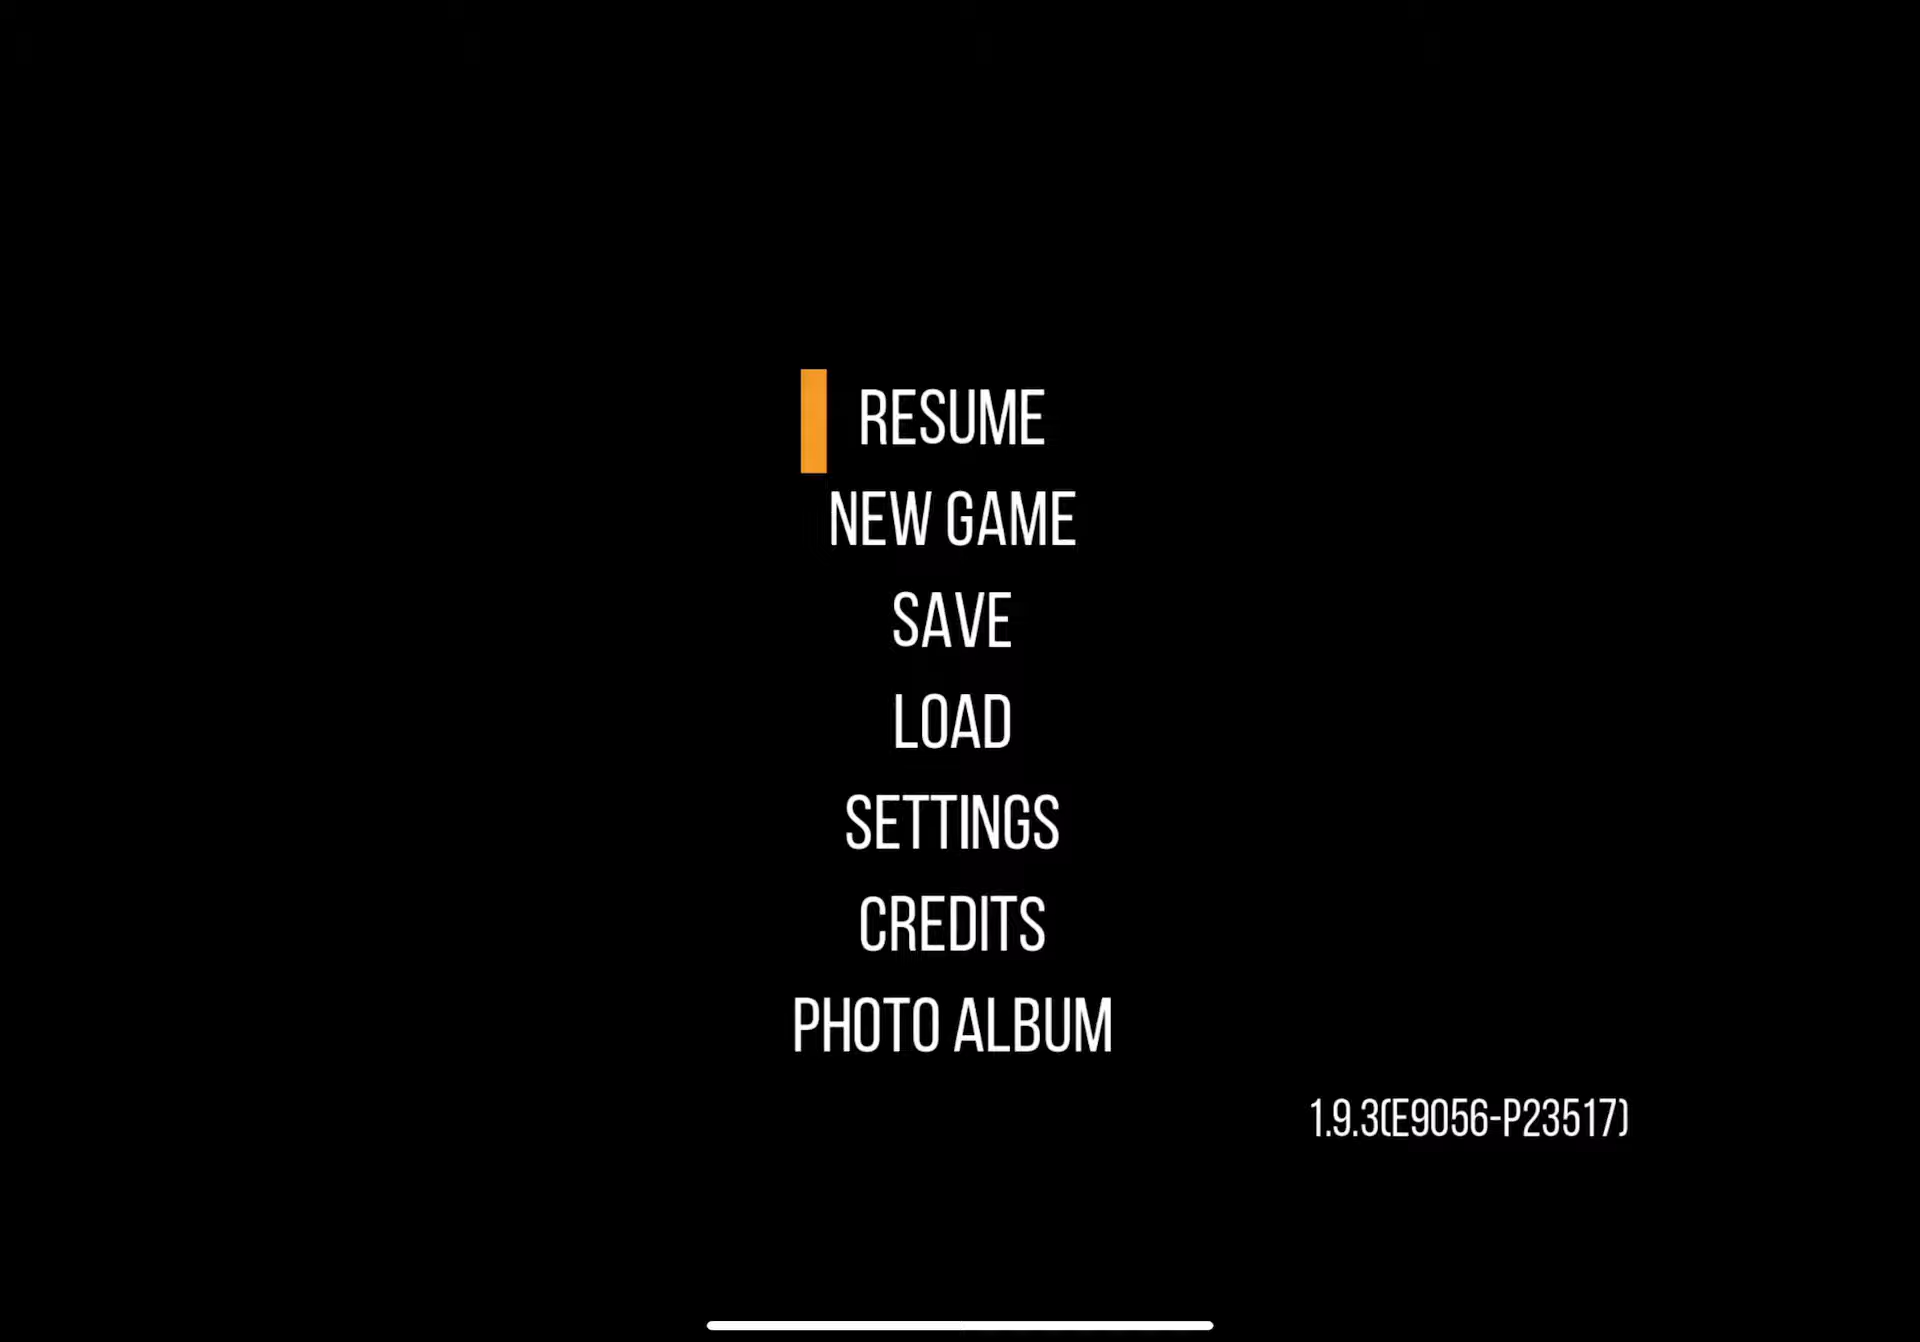 RESUME
NEW GAME
SAVE
LOAD
SETTINGS
CREDITS
PHOTO ALBUM
1.9.3(E9056-P23517)